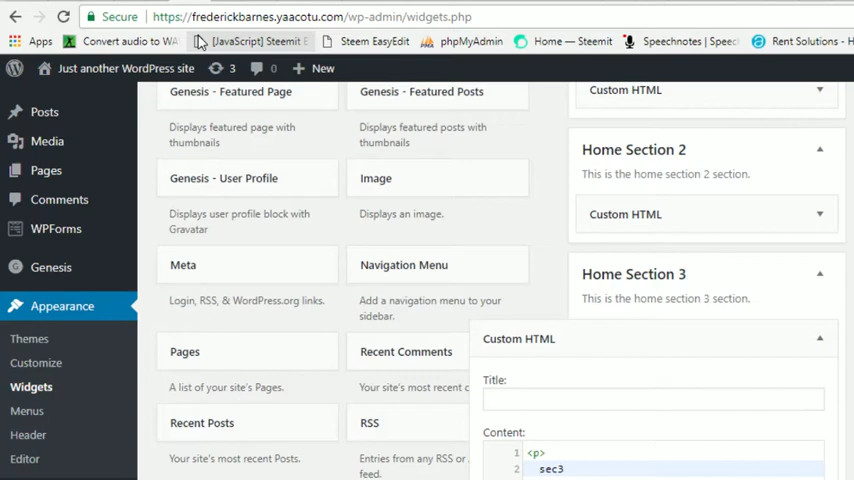 Secure https://frederickbarnes.yaacotu.com/wp-admin/widgets.php
Apps Convert audio to WA [JavaScript] Steemit E Steem EasyEdit phpMyAdmin Home — Steemit Speechnotes | Speech Rent Solutions - H
Just another WordPress site 3 0 New
Posts
Media
Pages
Comments
WPForms
Genesis
Appearance
Themes
Customize
Widgets
Menus
Header
Editor
Genesis - Featured Page
Displays featured page with
thumbnails
Genesis - Featured Posts
Displays featured posts with
thumbnails
Genesis - User Profile
Displays user profile block with
Gravatar
Image
Displays an image.
Meta
Login, RSS, & WordPress.org links.
Navigation Menu
Add a navigation menu to your
sidebar.
Pages
A list of your site's Pages.
Recent Comments
Your site's most recent c
Recent Posts
Your site's most recent Posts.
RSS
Entries from any RSS or
feed.
Custom HTML
Home Section 2
This is the home section 2 section.
Custom HTML
Home Section 3
This is the home section 3 section.
Custom HTML
Title:
Content:
1 <p>
2 sec3